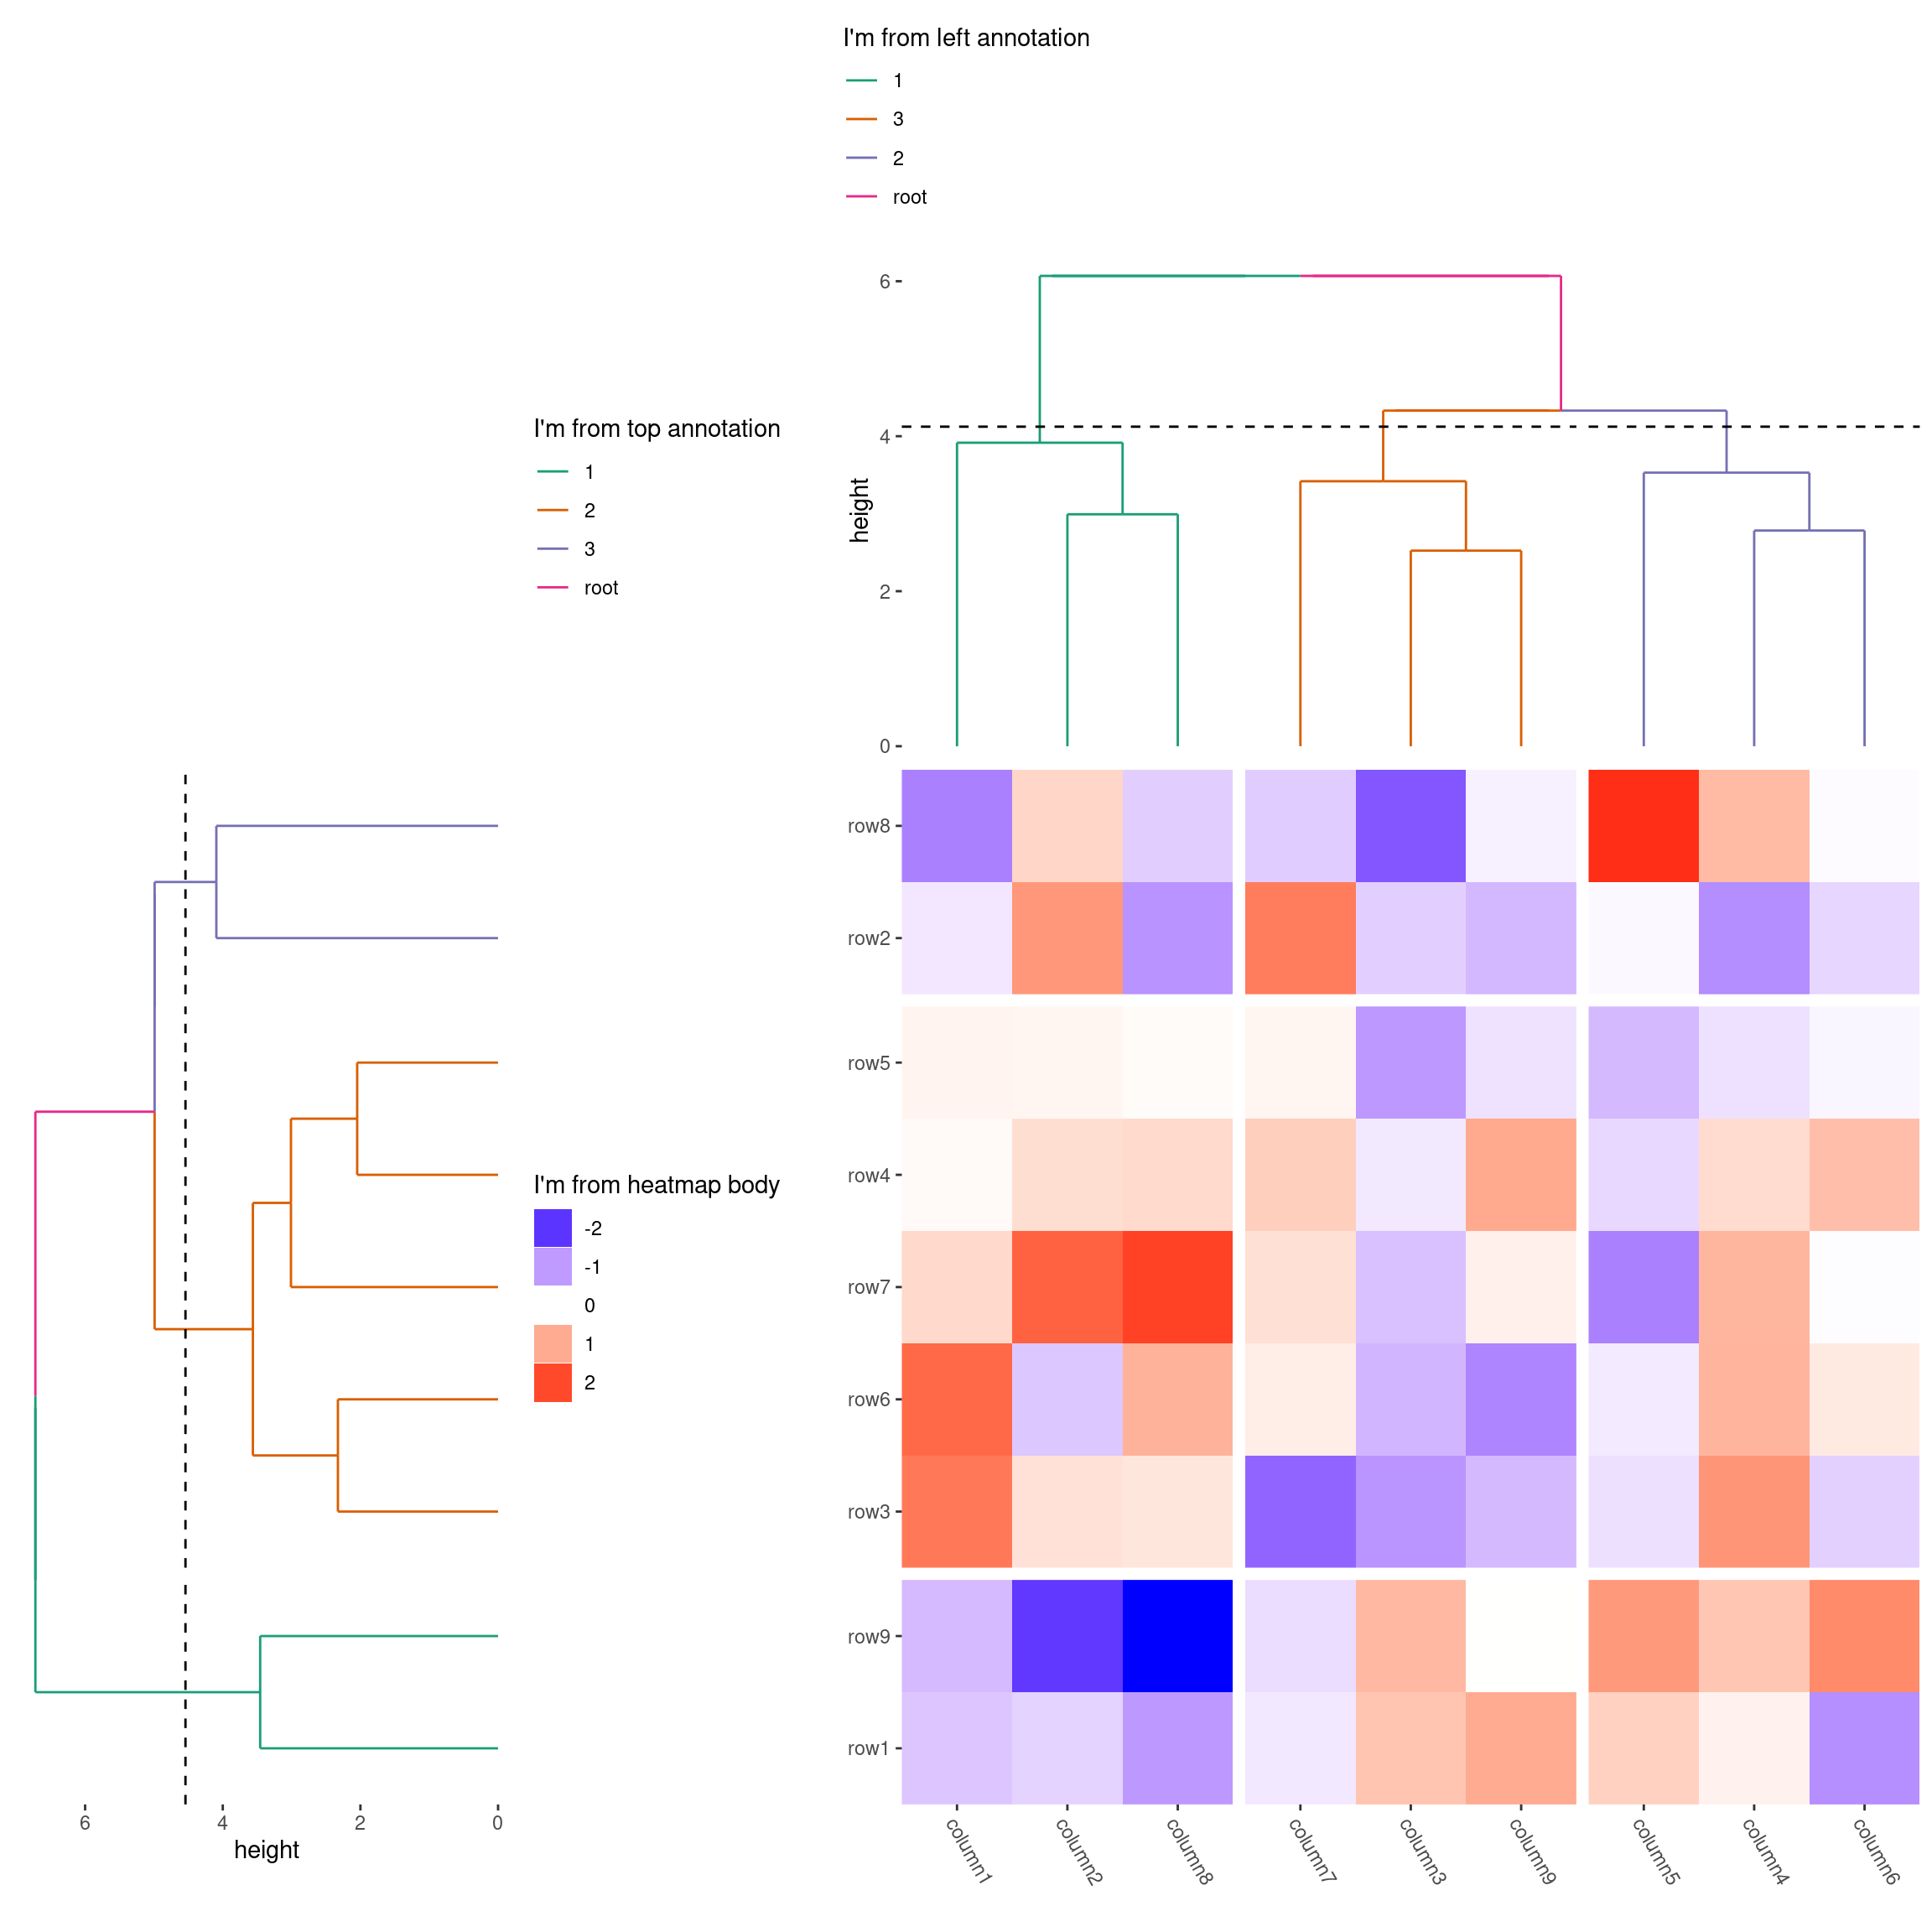 I'm from left annotation
1
3
2
root
6
4
2
0
height
I'm from top annotation
1
2
3
root
row8
row2
row5
row4
row7
row6
row3
row9
row1
I'm from heatmap body
-2
-1
0
1
2
6
4
2
0
height
column1
column2
column8
column7
column3
column9
column5
column4
column6